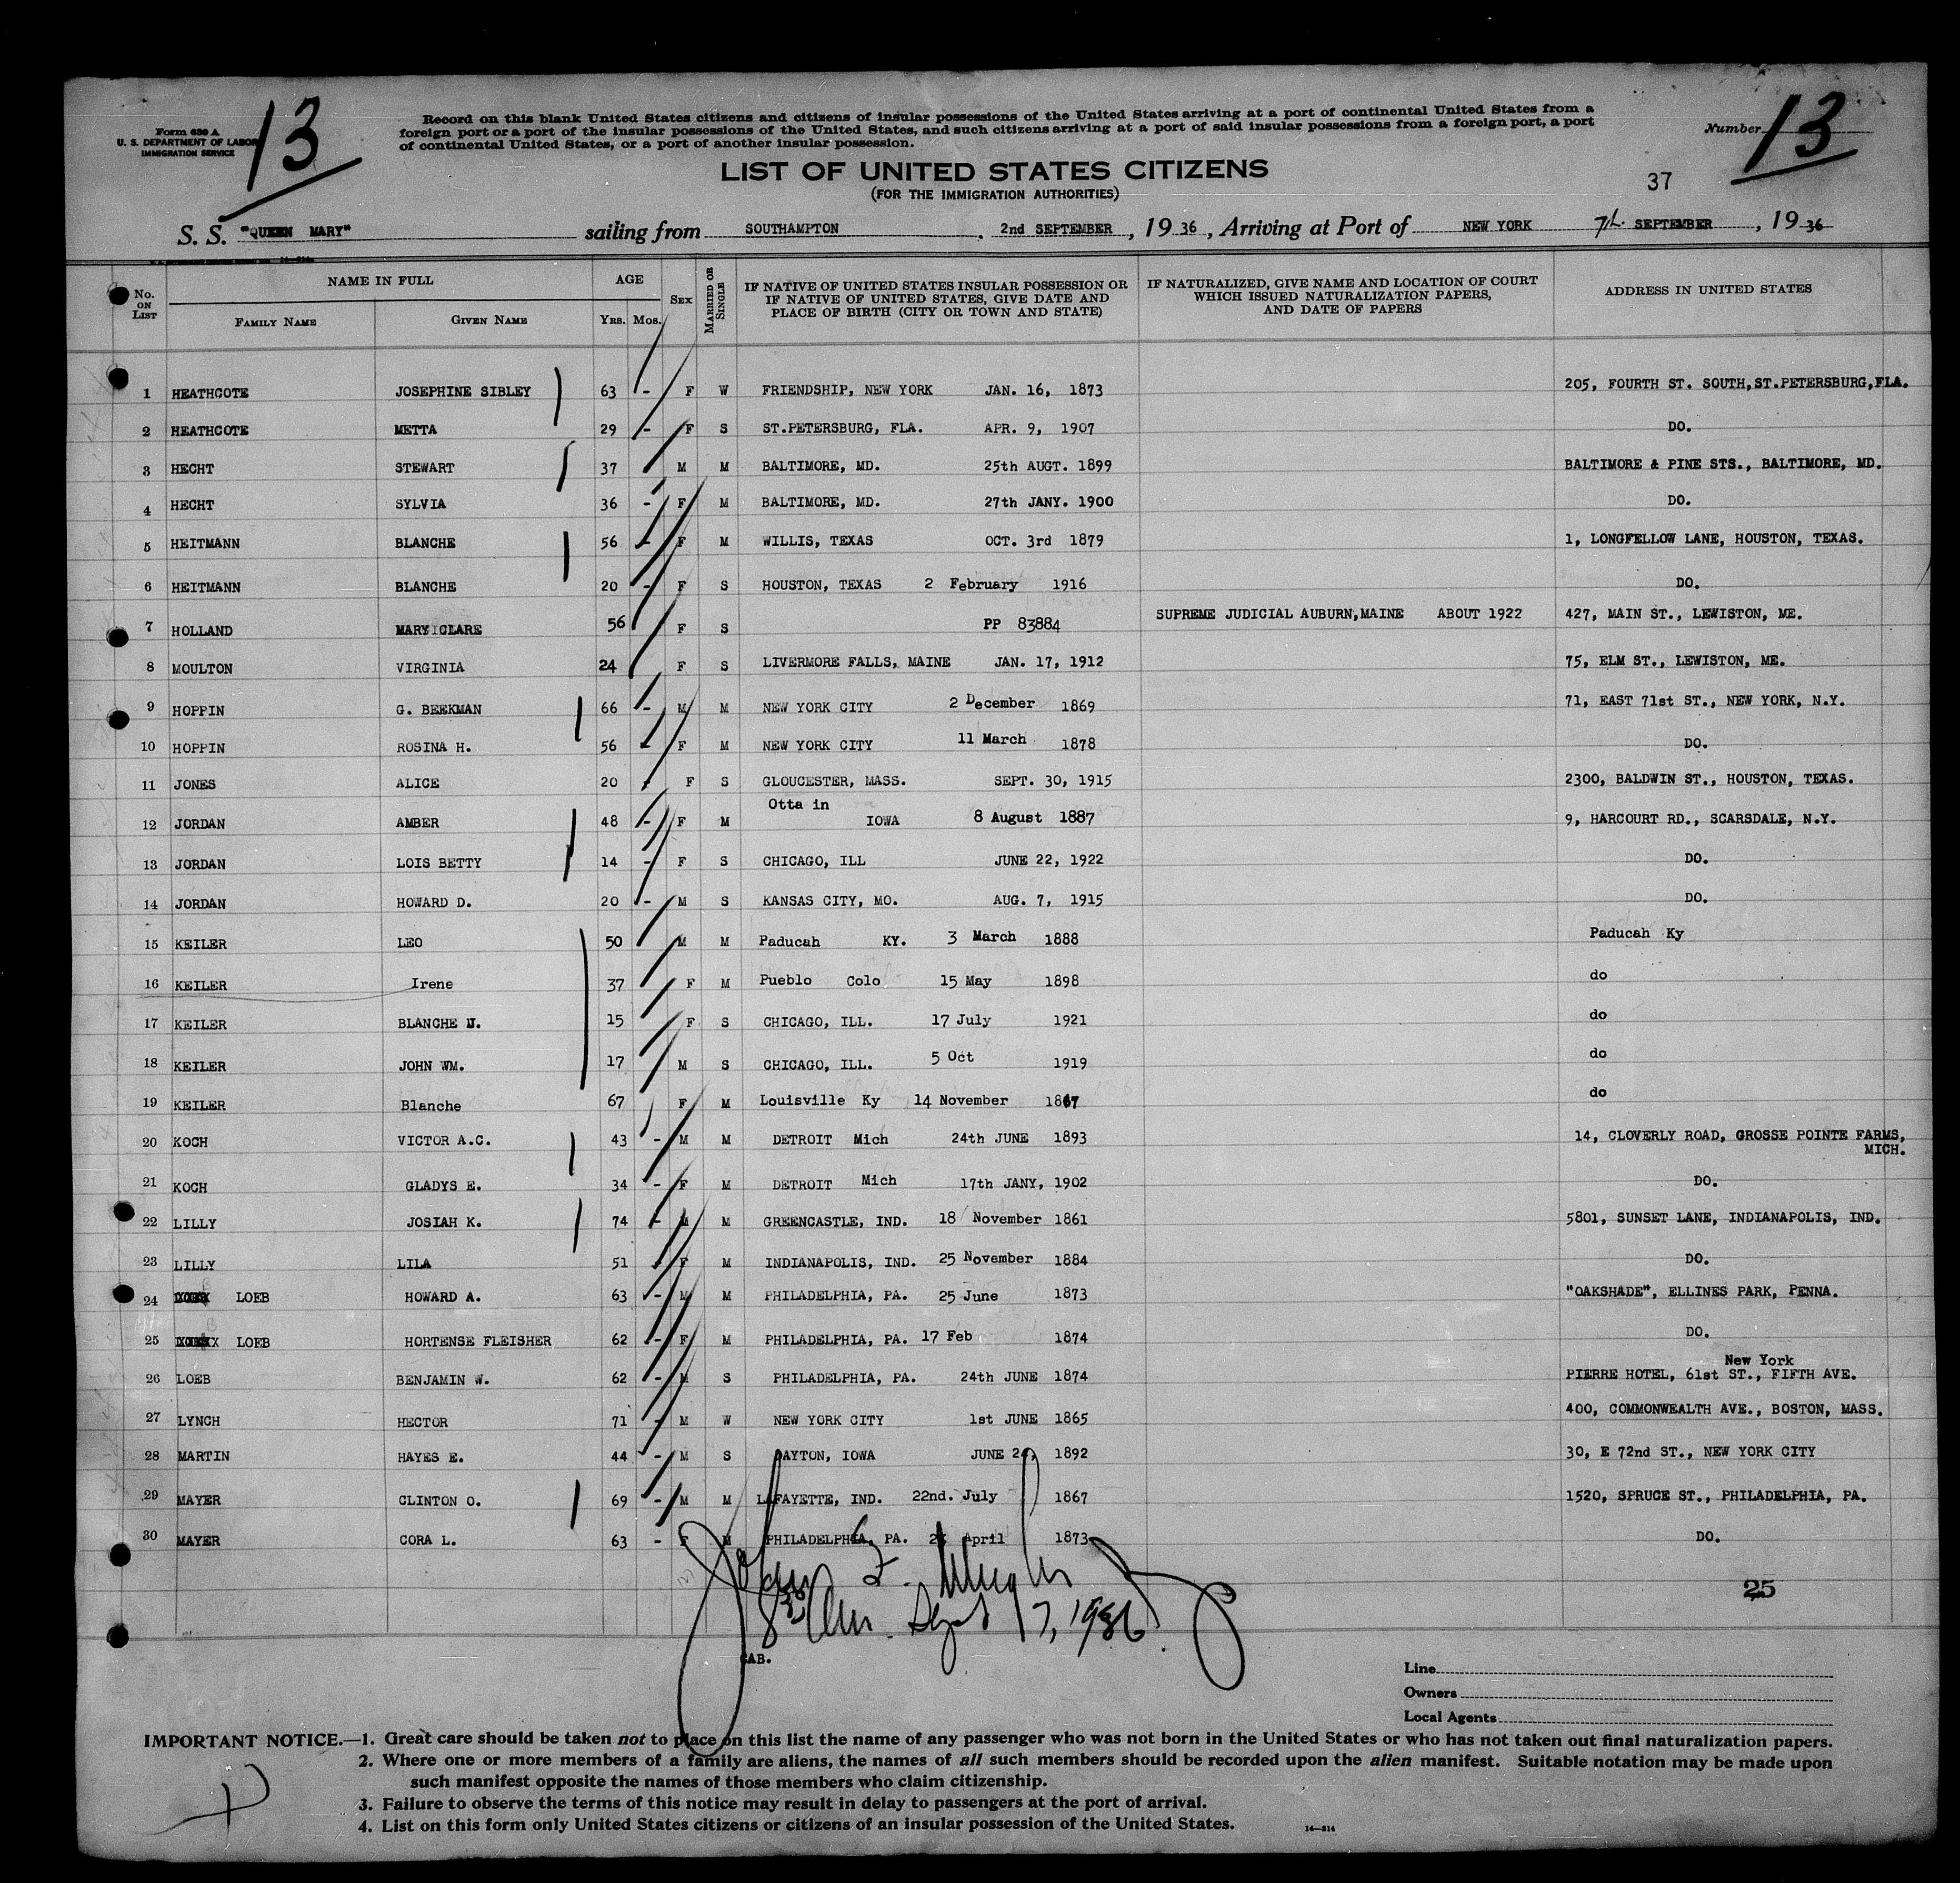 Form 630 A
U. S. DEPARTMENT OF LABOR
IMMIGRATION SERVICE
13
Record on this blank United States citizens and citizens of insular possessions of the United States arriving at a port of continental United States from a
foreign port or a port of the insular possessions of the United States, and such citizens arriving at a port of said insular possessions from a foreign port, a port
of continental United States, or a port of another insular possession.
Number 13
LIST OF UNITED STATES CITIZENS
(FOR THE IMMIGRATION AUTHORITIES)
37
S. S. "QUEEN MARY" sailing from SOUTHAMPTON, 2nd SEPTEMBER, 1936, Arriving at Port of NEW YORK 7th SEPTEMBER, 1936
No. ON LIST NAME IN FULL FAMILY NAME GIVEN NAME AGE YRS. MOS. SEX MARRIED OR SINGLE IF NATIVE OF UNITED STATES INSULAR POSSESSION OR IF NATIVE OF UNITED STATES, GIVE DATE AND PLACE OF BIRTH (CITY OR TOWN AND STATE) IF NATURALIZED, GIVE NAME AND LOCATION OF COURT WHICH ISSUED NATURALIZATION PAPERS, AND DATE OF PAPERS ADDRESS IN UNITED STATES
1 HEATHCOTE JOSEPHINE SIBLEY 63 - F W FRIENDSHIP, NEW YORK JAN. 16, 1873 205, FOURTH ST. SOUTH, ST.PETERSBURG, FLA.
2 HEATHCOTE METTA 29 - F S ST.PETERSBURG, FLA. APR. 9, 1907 DO.
3 HECHT STEWART 37 M M BALTIMORE, MD. 25th AUGT. 1899 BALTIMORE & PINE STS., BALTIMORE, MD.
4 HECHT SYLVIA 36 - F M BALTIMORE, MD. 27th JANY. 1900 DO.
5 HEITMANN BLANCHE 56 - F M WILLIS, TEXAS OCT. 3rd 1879 1, LONGFELLOW LANE, HOUSTON, TEXAS.
6 HEITMANN BLANCHE 20 - F S HOUSTON, TEXAS 2 February 1916 DO.
7 HOLLAND MARY CLARE 56 F S PP 83884 SUPREME JUDICIAL AUBURN, MAINE ABOUT 1922 427, MAIN ST., LEWISTON, ME.
8 MOULTON VIRGINIA 24 F S LIVERMORE FALLS, MAINE JAN. 17, 1912 75, ELM ST., LEWISTON, ME.
9 HOPPIN G. BEEKMAN 66 - M M NEW YORK CITY 2 December 1869 71, EAST 71st ST., NEW YORK, N.Y.
10 HOPPIN ROSINA H. 56 - F M NEW YORK CITY 11 March 1878 DO.
11 JONES ALICE 20 - F S GLOUCESTER, MASS. SEPT. 30, 1915 2300, BALDWIN ST., HOUSTON, TEXAS.
12 JORDAN AMBER 48 - F M Otta in IOWA 8 August 1887 9, HARCOURT RD., SCARSDALE, N.Y.
13 JORDAN LOIS BETTY 14 - F S CHICAGO, ILL JUNE 22, 1922 DO.
14 JORDAN HOWARD D. 20 - M S KANSAS CITY, MO. AUG. 7, 1915 DO.
15 KEILER LEO 50 M M Paducah KY. 3 March 1888 Paducah Ky
16 KEILER Irene 37 F M Pueblo Colo 15 May 1898 do
17 KEILER BLANCHE U. 15 F S CHICAGO, ILL. 17 July 1921 do
18 KEILER JOHN WM. 17 M S CHICAGO, ILL. 5 Oct 1919 do
19 KEILER Blanche 67 F M Louisville Ky 14 November 1867 do
20 KOCH VICTOR A.C. 43 - M M DETROIT Mich 24th JUNE 1893 14, CLOVERLY ROAD, GROSSE POINTE FARMS, MICH.
21 KOCH GLADYS E. 34 - F M DETROIT Mich 17th JANY, 1902 DO.
22 LILLY JOSIAH K. 74 - M M GREENCASTLE, IND. 18 November 1861 5801, SUNSET LANE, INDIANAPOLIS, IND.
23 LILLY LILA 51 - F M INDIANAPOLIS, IND. 25 November 1884 DO.
24 LOEB HOWARD A. 63 - M M PHILADELPHIA, PA. 25 June 1873 "OAKSHADE", ELLINES PARK, PENNA.
25 LOEB HORTENSE FLEISHER 62 - F M PHILADELPHIA, PA. 17 Feb 1874 DO.
26 LOEB BENJAMIN W. 62 - M S PHILADELPHIA, PA. 24th JUNE 1874 PIERRE HOTEL, 61st ST., FIFTH AVE. New York
27 LYNCH HECTOR 71 - M W NEW YORK CITY 1st JUNE 1865 400, COMMONWEALTH AVE., BOSTON, MASS.
28 MARTIN HAYES E. 44 - M S DAYTON, IOWA JUNE 1892 30, E 72nd ST., NEW YORK CITY
29 MAYER CLINTON O. 69 - M M LAFAYETTE, IND. 22nd. July 1867 1520, SPRUCE ST., PHILADELPHIA, PA.
30 MAYER CORA L. 63 - F M PHILADELPHIA, PA. April 1873 DO.
25
John
Sept 7, 1936
CAB.
Line
Owners
Local Agents
IMPORTANT NOTICE.—1. Great care should be taken not to place on this list the name of any passenger who was not born in the United States or who has not taken out final naturalization papers.
2. Where one or more members of a family are aliens, the names of all such members should be recorded upon the alien manifest. Suitable notation may be made upon
such manifest opposite the names of those members who claim citizenship.
3. Failure to observe the terms of this notice may result in delay to passengers at the port of arrival.
4. List on this form only United States citizens or citizens of an insular possession of the United States.
14—214